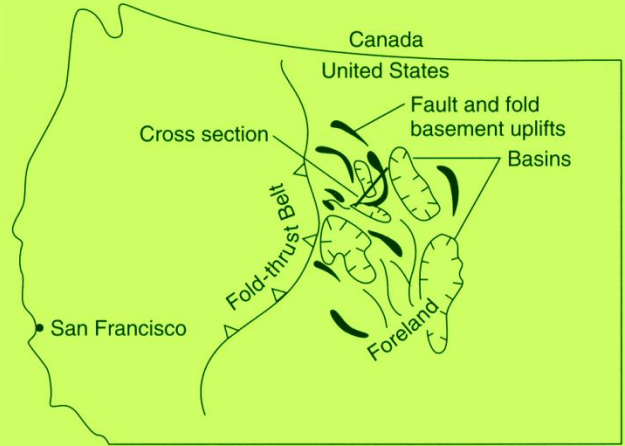 Canada
United States
Fault and fold
basement uplifts
Cross section
Basins
Fold-thrust Belt
San Francisco
Foreland